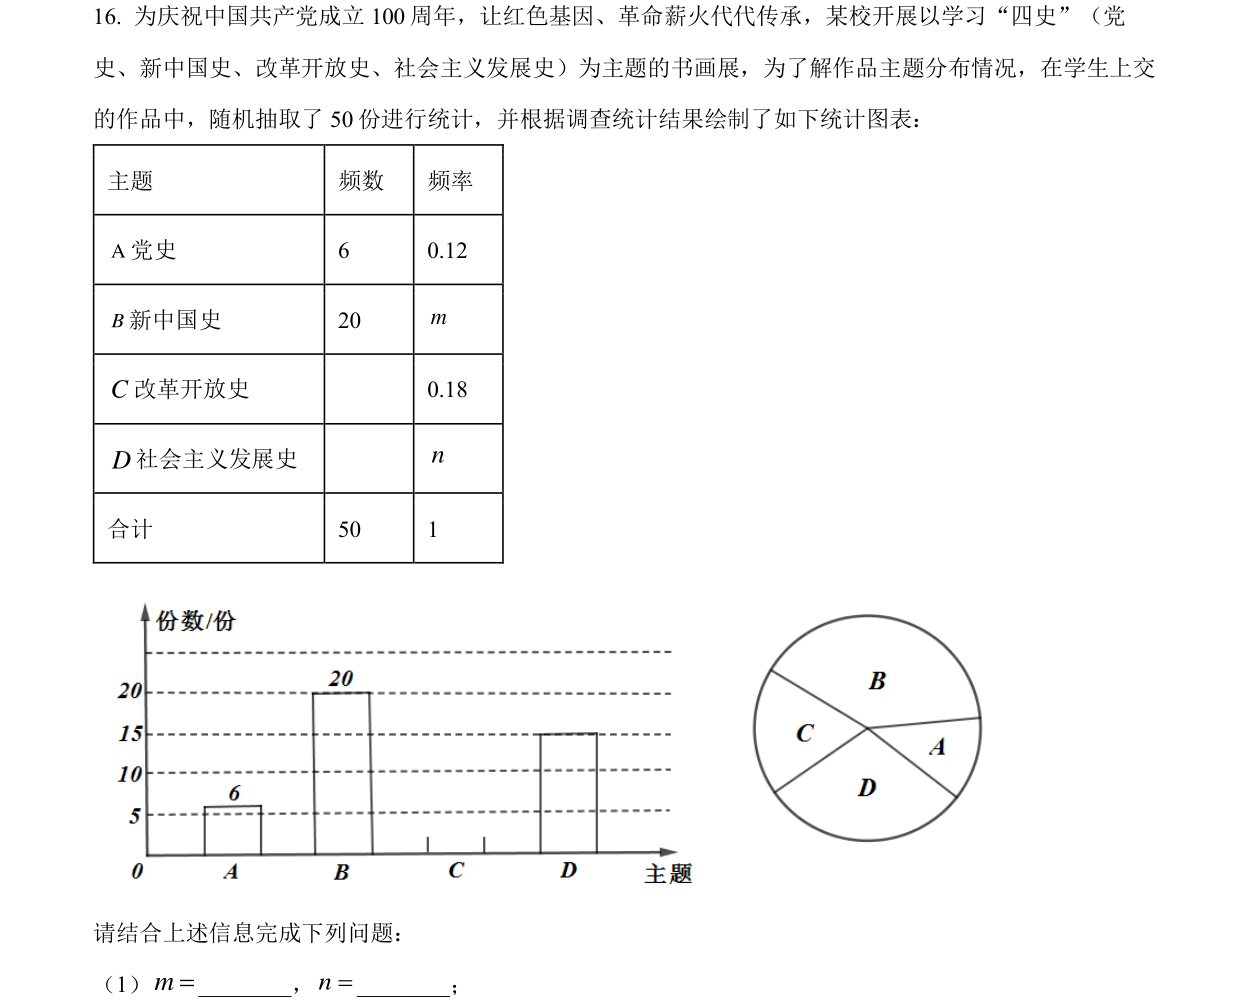 16. 为庆祝中国共产党成立 100 周年，让红色基因、革命薪火代代传承，某校开展以学习“四史”（党
史、新中国史、改革开放史、社会主义发展史）为主题的书画展，为了解作品主题分布情况，在学生上交
的作品中，随机抽取了 50 份进行统计，并根据调查统计结果绘制了如下统计图表：
主题 频数 频率
A 党史 6 0.12
B 新中国史 20 m
C 改革开放史 0.18
D 社会主义发展史 n
合计 50 1
份数/份
20
15
10
5
0
6
20
A B C D 主题
B
C
A
D
请结合上述信息完成下列问题：
（1）m＝________，n＝________；